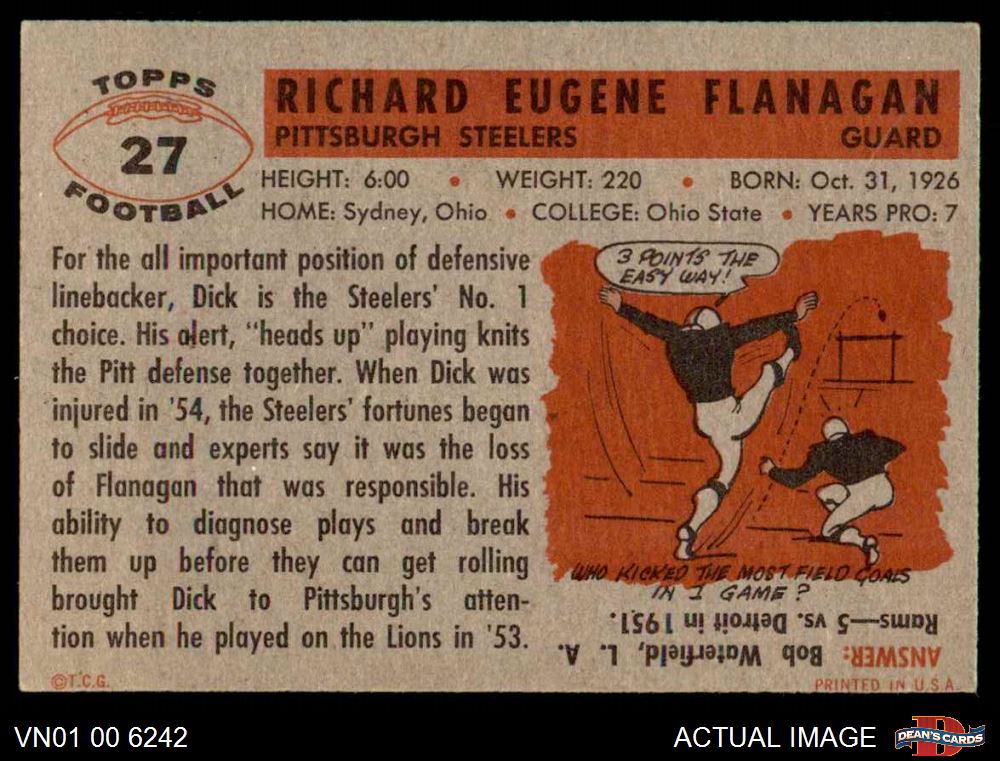 TOPPS
27
FOOTBALL
RICHARD EUGENE FLANAGAN
PITTSBURGH STEELERS GUARD
HEIGHT: 6:00 • WEIGHT: 220 • BORN: Oct. 31, 1926
HOME: Sydney, Ohio • COLLEGE: Ohio State • YEARS PRO: 7
For the all important position of defensive
linebacker, Dick is the Steelers' No. 1
choice. His alert, "heads up" playing knits
the Pitt defense together. When Dick was
injured in '54, the Steelers' fortunes began
to slide and experts say it was the loss
of Flanagan that was responsible. His
ability to diagnose plays and break
them up before they can get rolling
brought Dick to Pittsburgh's atten-
tion when he played on the Lions in '53.
3 POINTS THE
EASY WAY!
WHO KICKED THE MOST FIELD GOALS
IN 1 GAME?
ANSWER: Bob Waterfield, L. A.
Rams—5 vs. Detroit in 1951.
©T.C.G.
PRINTED IN U.S.A.
VN01 00 6242
ACTUAL IMAGE
DEAN'S CARDS